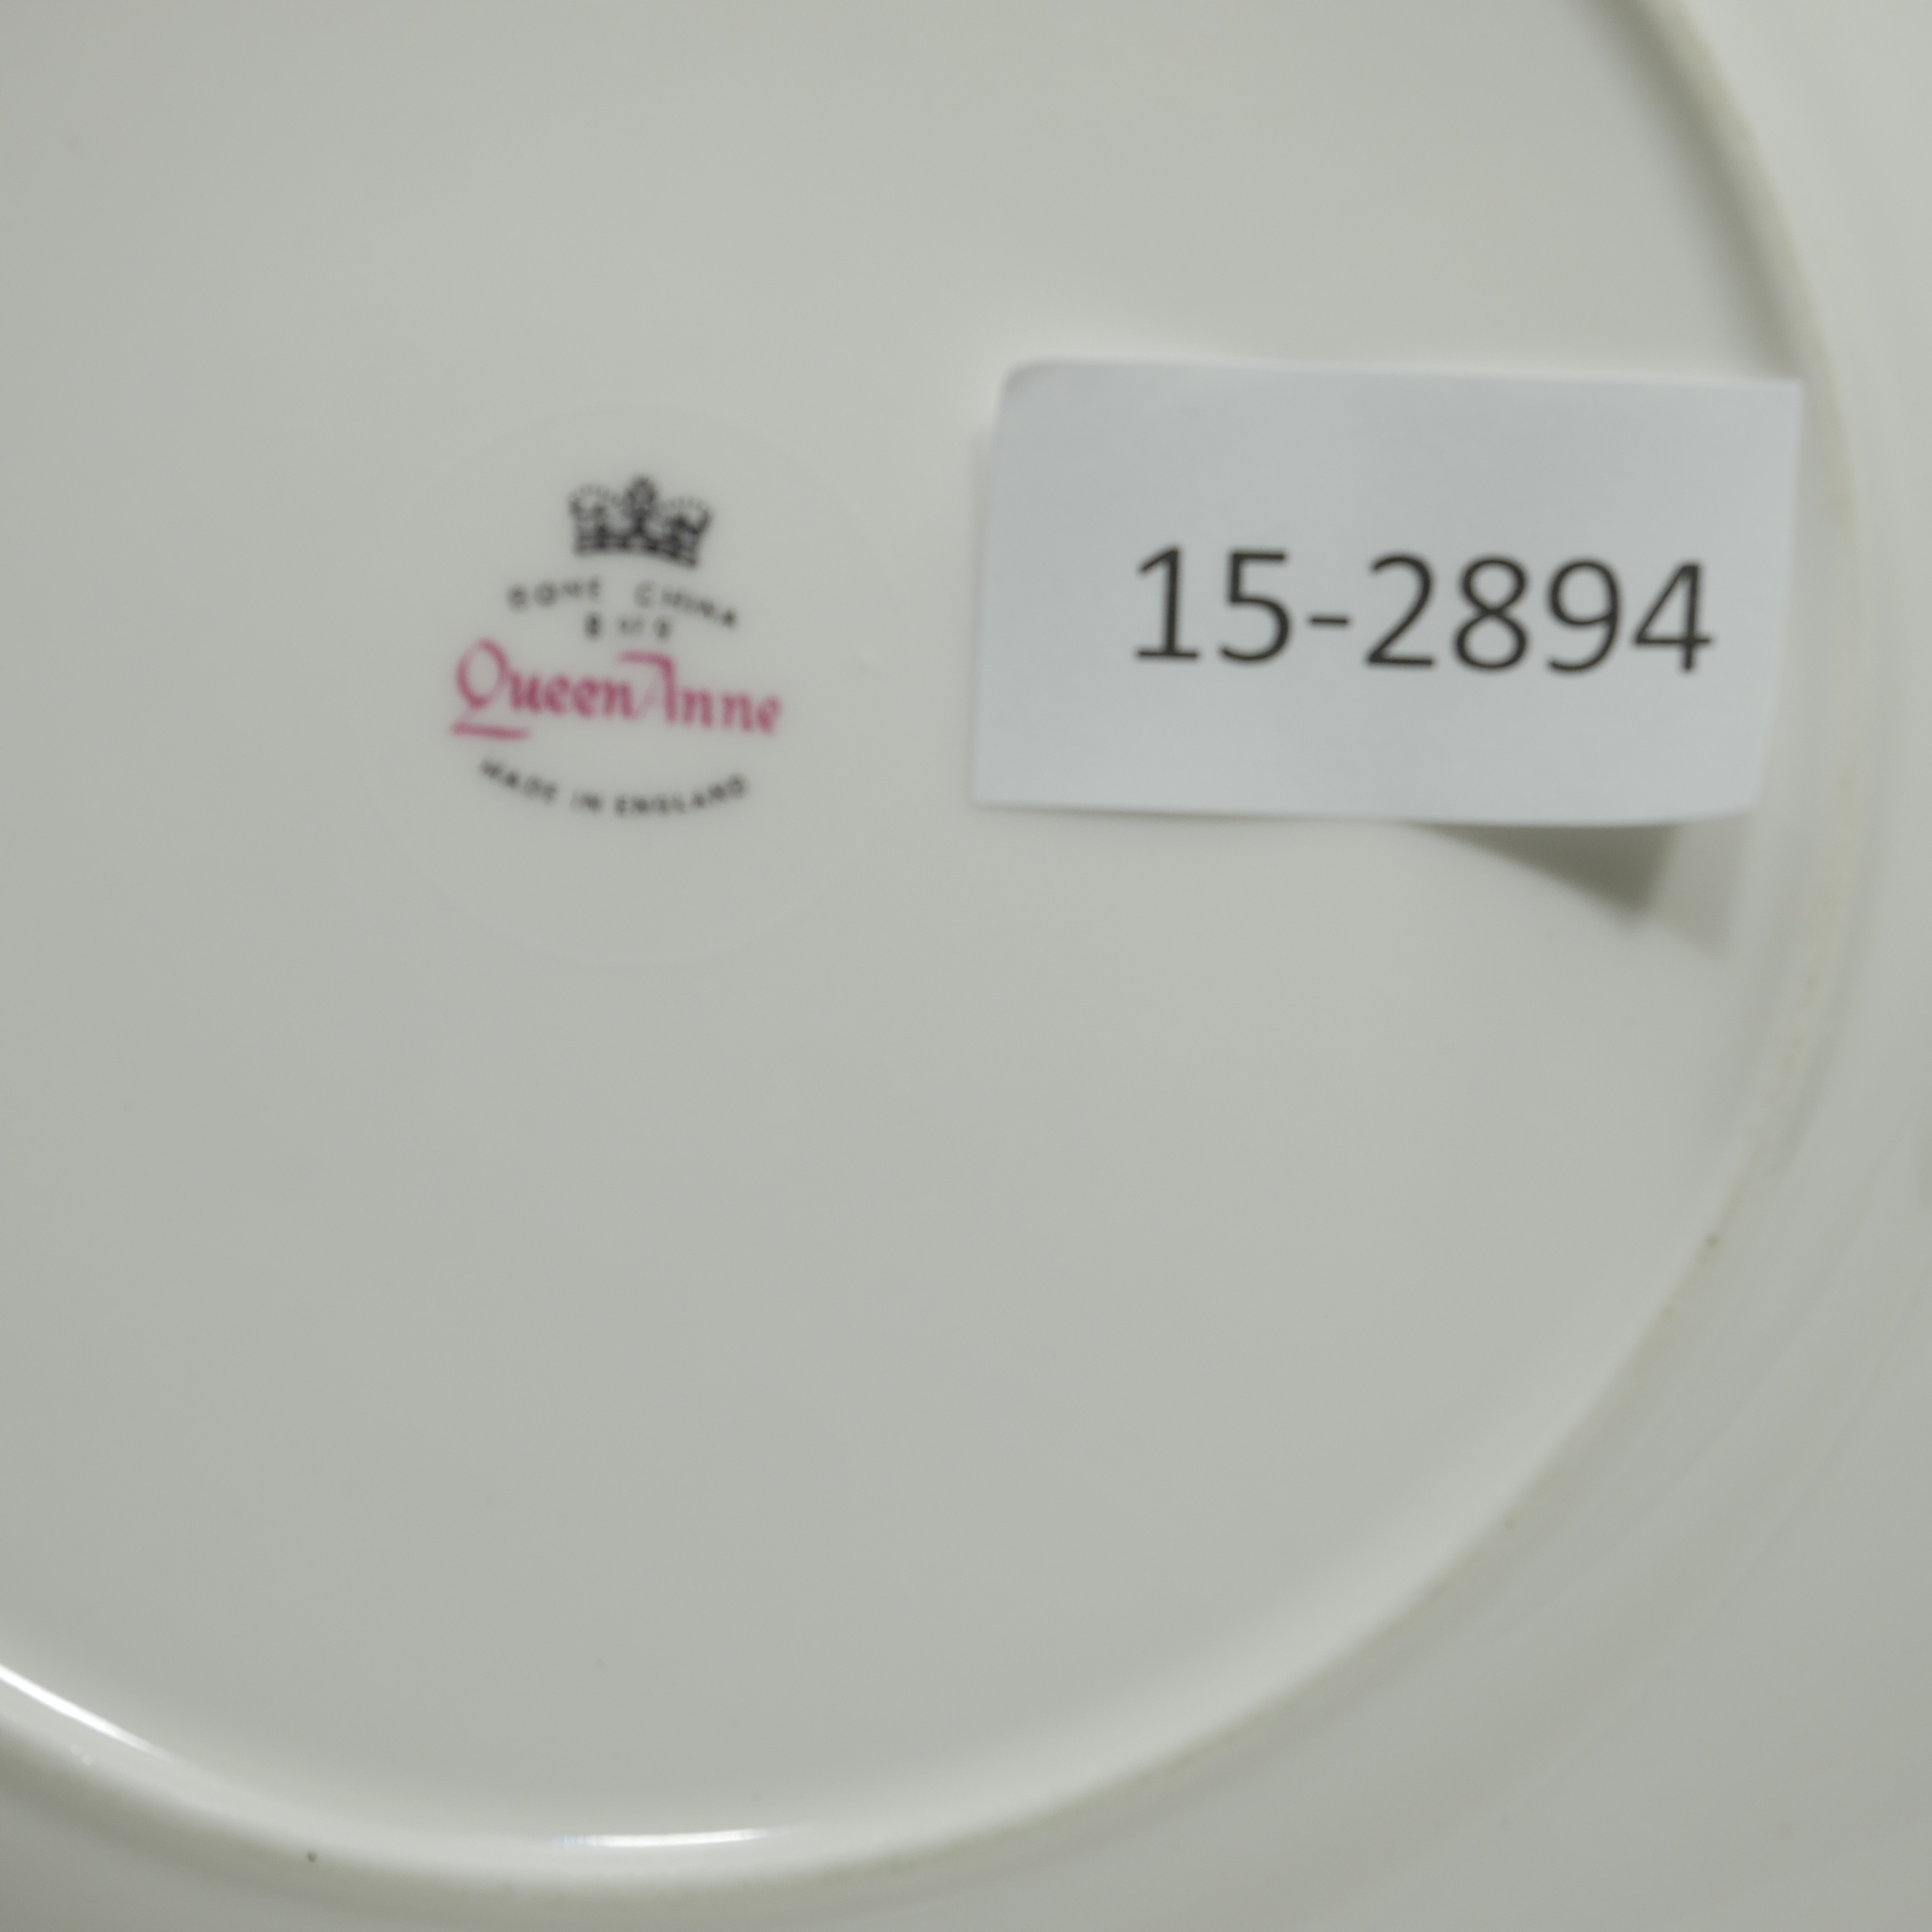 BONE CHINA
Queen Anne
MADE IN ENGLAND
15-2894